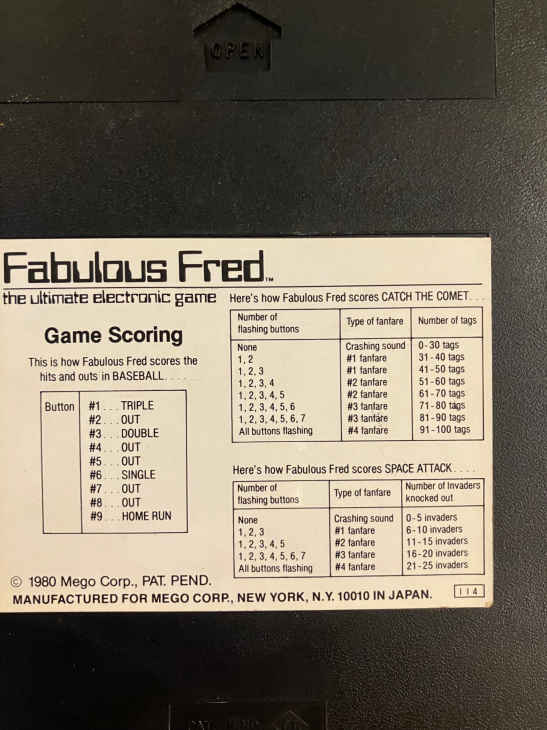 OPEN
Fabulous Fred™
the ultimate electronic game
Game Scoring
This is how Fabulous Fred scores the
hits and outs in BASEBALL......
Button
#1...TRIPLE
#2...OUT
#3...DOUBLE
#4...OUT
#5...OUT
#6...SINGLE
#7...OUT
#8...OUT
#9...HOME RUN
Here's how Fabulous Fred scores CATCH THE COMET...
Number of flashing buttons Type of fanfare Number of tags
None Crashing sound 0-30 tags
1, 2 #1 fanfare 31-40 tags
1, 2, 3 #1 fanfare 41-50 tags
1, 2, 3, 4 #2 fanfare 51-60 tags
1, 2, 3, 4, 5 #2 fanfare 61-70 tags
1, 2, 3, 4, 5, 6 #3 fanfare 71-80 tags
1, 2, 3, 4, 5, 6, 7 #3 fanfare 81-90 tags
All buttons flashing #4 fanfare 91-100 tags
Here's how Fabulous Fred scores SPACE ATTACK....
Number of flashing buttons Type of fanfare Number of Invaders knocked out
None Crashing sound 0-5 invaders
1, 2, 3 #1 fanfare 6-10 invaders
1, 2, 3, 4, 5 #2 fanfare 11-15 invaders
1, 2, 3, 4, 5, 6, 7 #3 fanfare 16-20 invaders
All buttons flashing #4 fanfare 21-25 invaders
© 1980 Mego Corp., PAT. PEND.
MANUFACTURED FOR MEGO CORP., NEW YORK, N.Y. 10010 IN JAPAN.
114